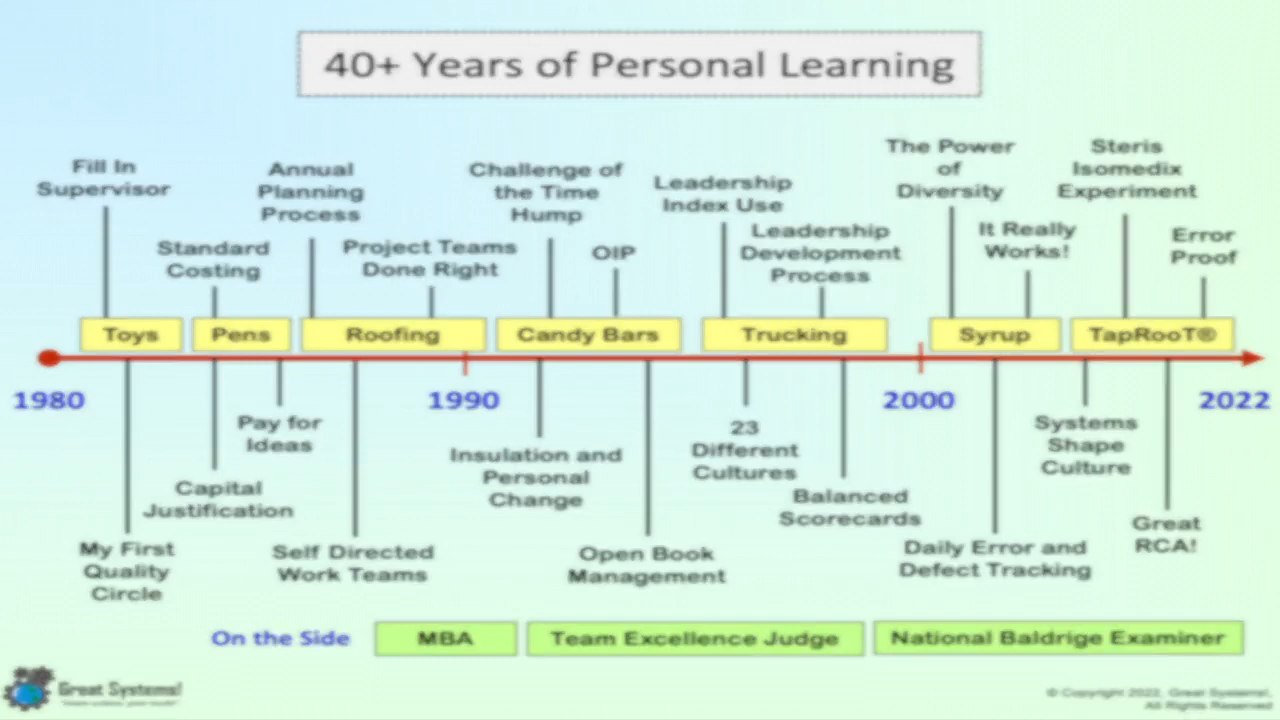 40+ Years of Personal Learning
Fill In
Supervisor
Standard
Costing
Annual
Planning
Process
Project Teams
Done Right
Challenge of
the Time
Hump
OIP
Leadership
Index Use
Leadership
Development
Process
The Power
of
Diversity
It Really
Works!
Steris
Isomedix
Experiment
Error
Proof
Toys
Pens
Roofing
Candy Bars
Trucking
Syrup
TapRooT®
1980
1990
2000
2022
My First
Quality
Circle
Capital
Justification
Pay for
Ideas
Self Directed
Work Teams
Insulation and
Personal
Change
Open Book
Management
23
Different
Cultures
Balanced
Scorecards
Daily Error and
Defect Tracking
Systems
Shape
Culture
Great
RCA!
On the Side
MBA
Team Excellence Judge
National Baldrige Examiner
Great Systems!
© Copyright 2022, Great Systems!,
All Rights Reserved